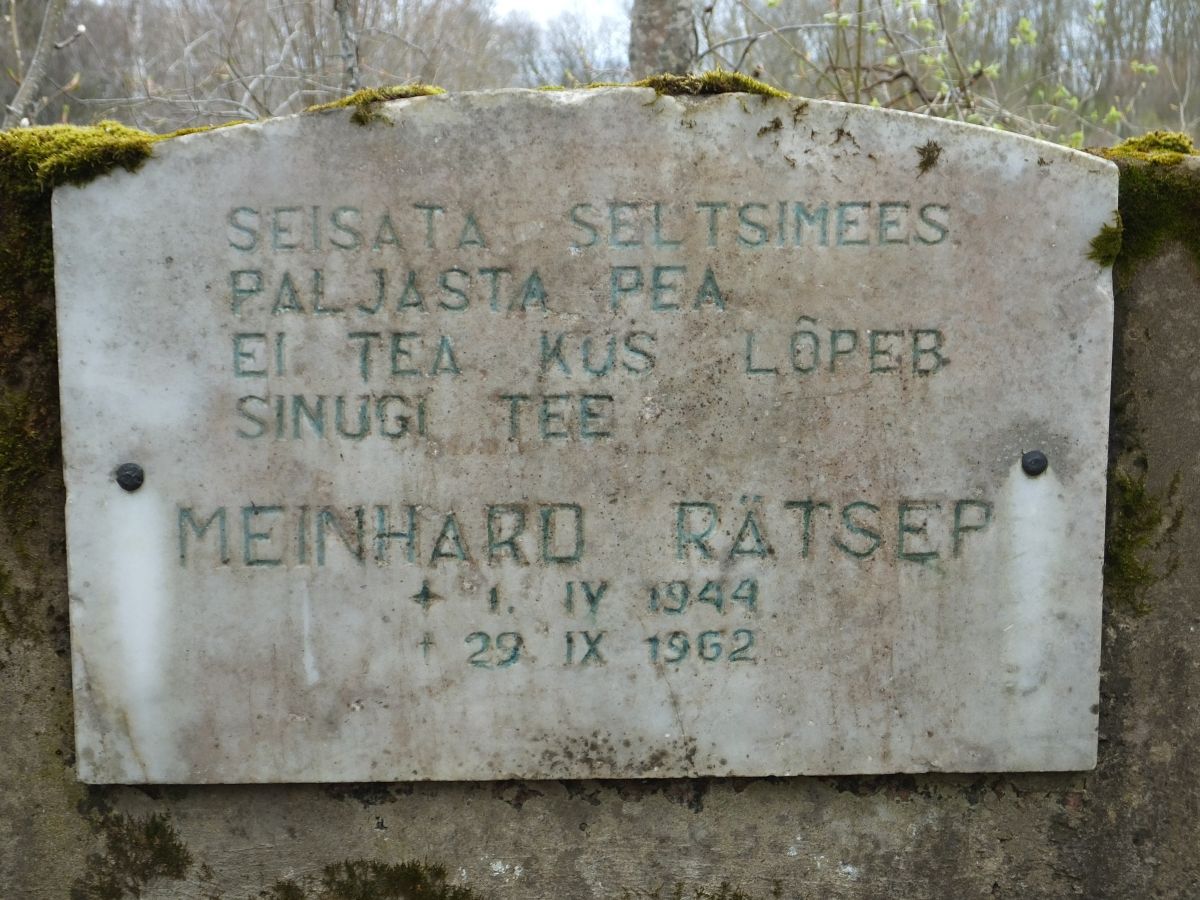 SEISATA SELTSIMEES
PALJASTA PEA
EI TEA KUS LÕPEB
SINUGI TEE
MEINHARD RÄTSEP
✦ 1. IV 1944
+ 29 IX 1962